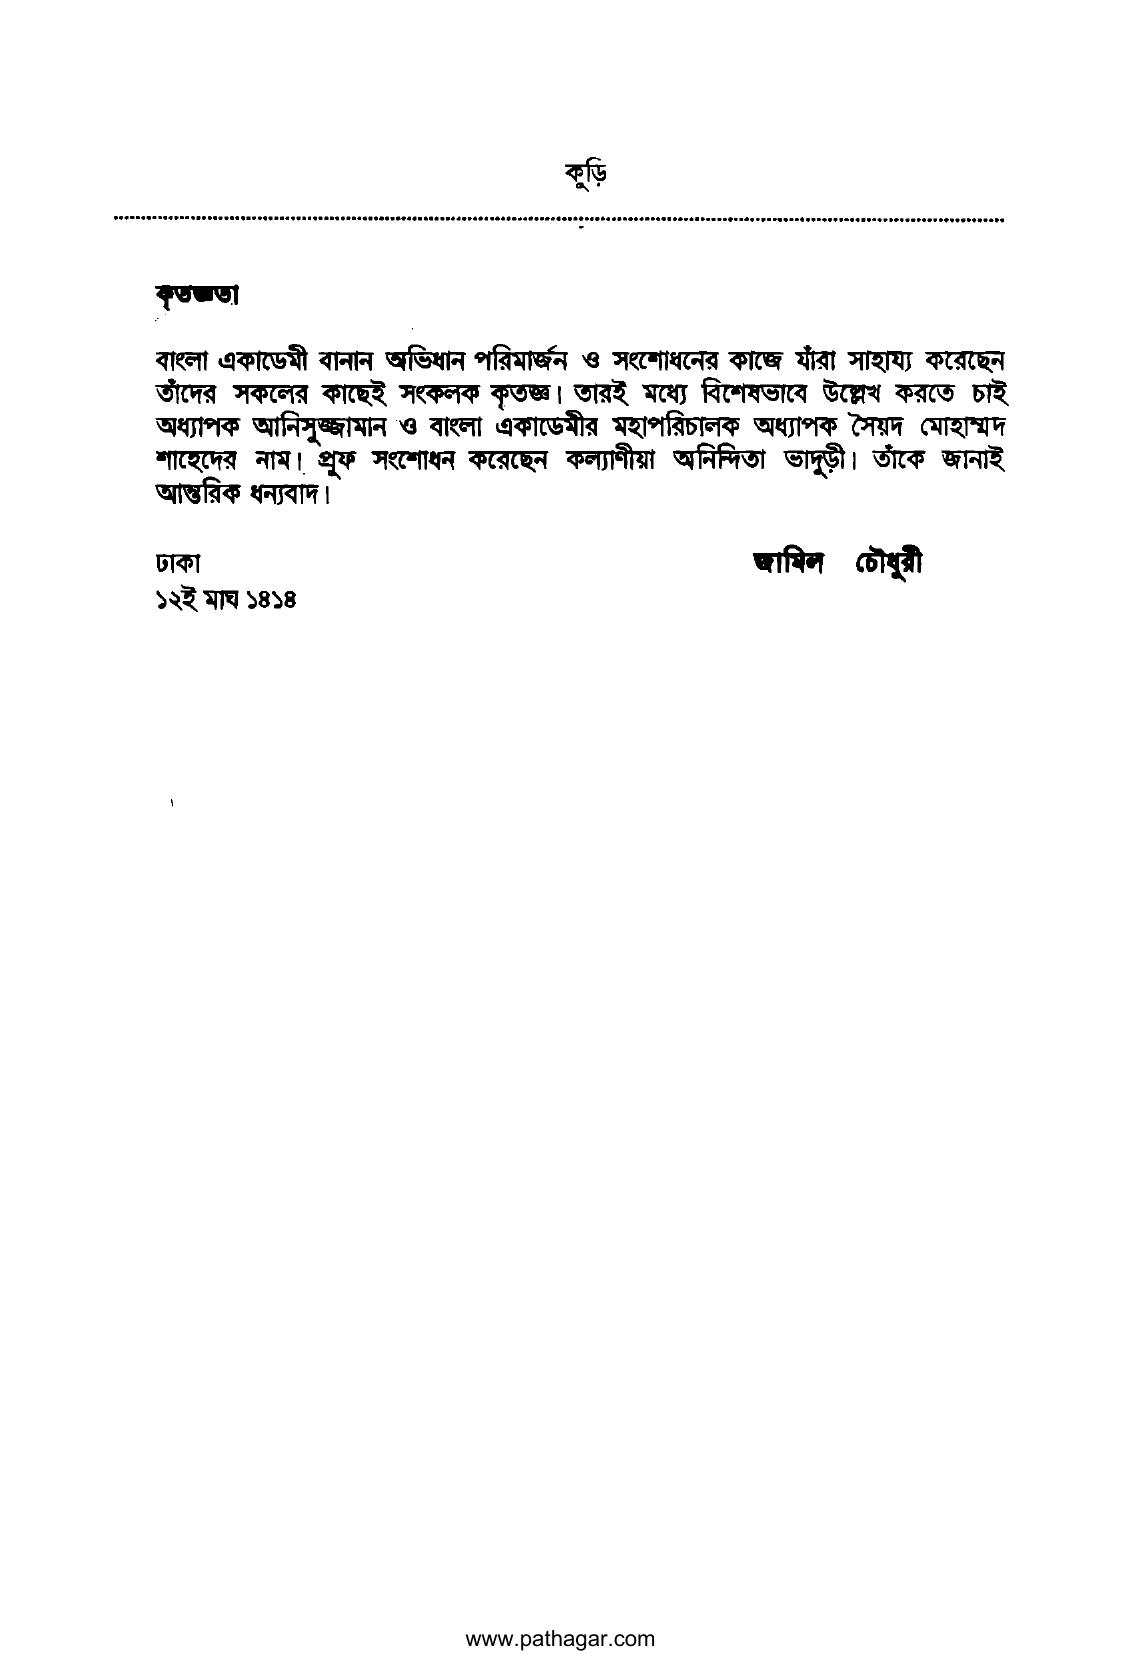 কুড়ি
কৃতজ্ঞতা
বাংলা একাডেমী বানান অভিধান পরিমার্জন ও সংশোধনের কাজে যাঁরা সাহায্য করেছেন
তাঁদের সকলের কাছেই সংকলক কৃতজ্ঞ। তারই মধ্যে বিশেষভাবে উল্লেখ করতে চাই
অধ্যাপক আনিসুজ্জামান ও বাংলা একাডেমীর মহাপরিচালক অধ্যাপক সৈয়দ মোহাম্মদ
শাহেদের নাম। প্রুফ সংশোধন করেছেন কল্যাণীয়া অনিন্দিতা ভাদুড়ী। তাঁকে জানাই
আন্তরিক ধন্যবাদ।
ঢাকা জামিল চৌধুরী
১২ই মাঘ ১৪১৪
www.pathagar.com